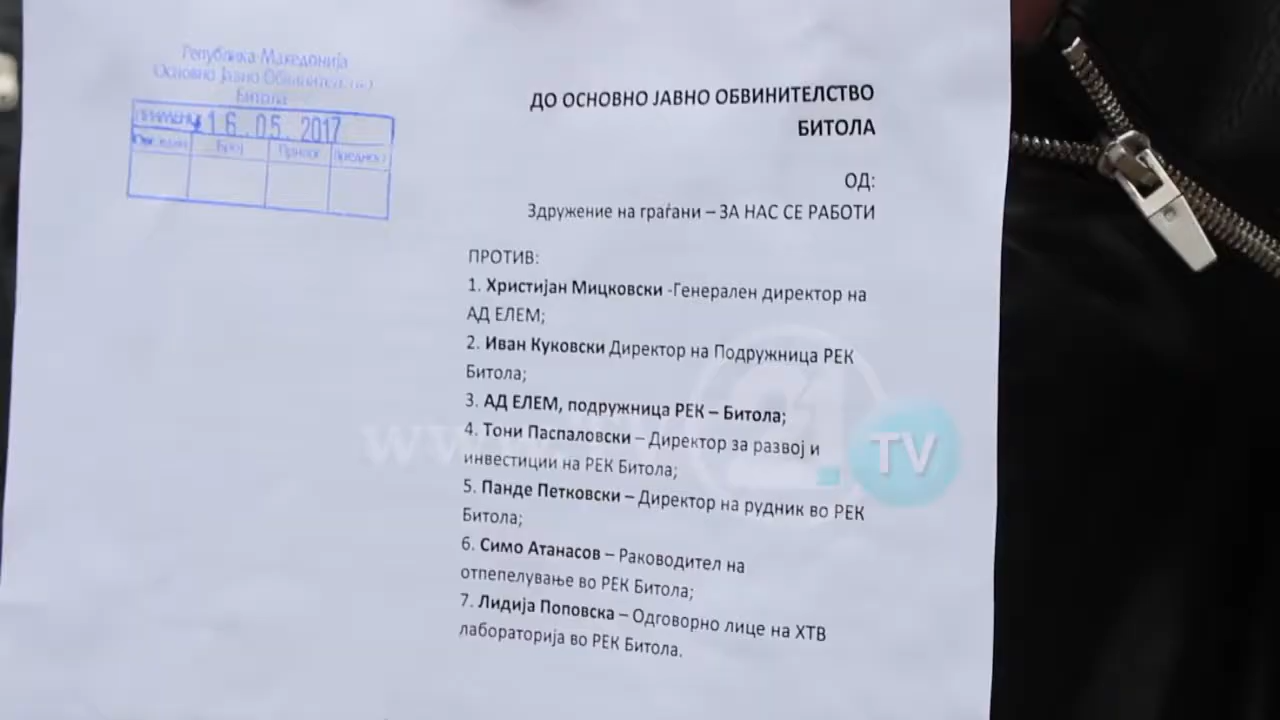 Република Македонија
Основно Јавно
Битола
16.05.2017
Број Прилог
ДО ОСНОВНО ЈАВНО ОБВИНИТЕЛСТВО
БИТОЛА
ОД:
Здружение на граѓани – ЗА НАС СЕ РАБОТИ
ПРОТИВ:
1. Христијан Мицковски -Генерален директор на
АД ЕЛЕМ;
2. Иван Куковски Директор на Подружница РЕК
Битола;
3. АД ЕЛЕМ, подружница РЕК – Битола;
4. Тони Паспаловски – Директор за развој и
инвестиции на РЕК Битола;
5. Панде Петковски – Директор на рудник во РЕК
Битола;
6. Симо Атанасов – Раководител на
отпепелување во РЕК Битола;
7. Лидија Поповска – Одговорно лице на ХТВ
лабораторија во РЕК Битола.
21 TV